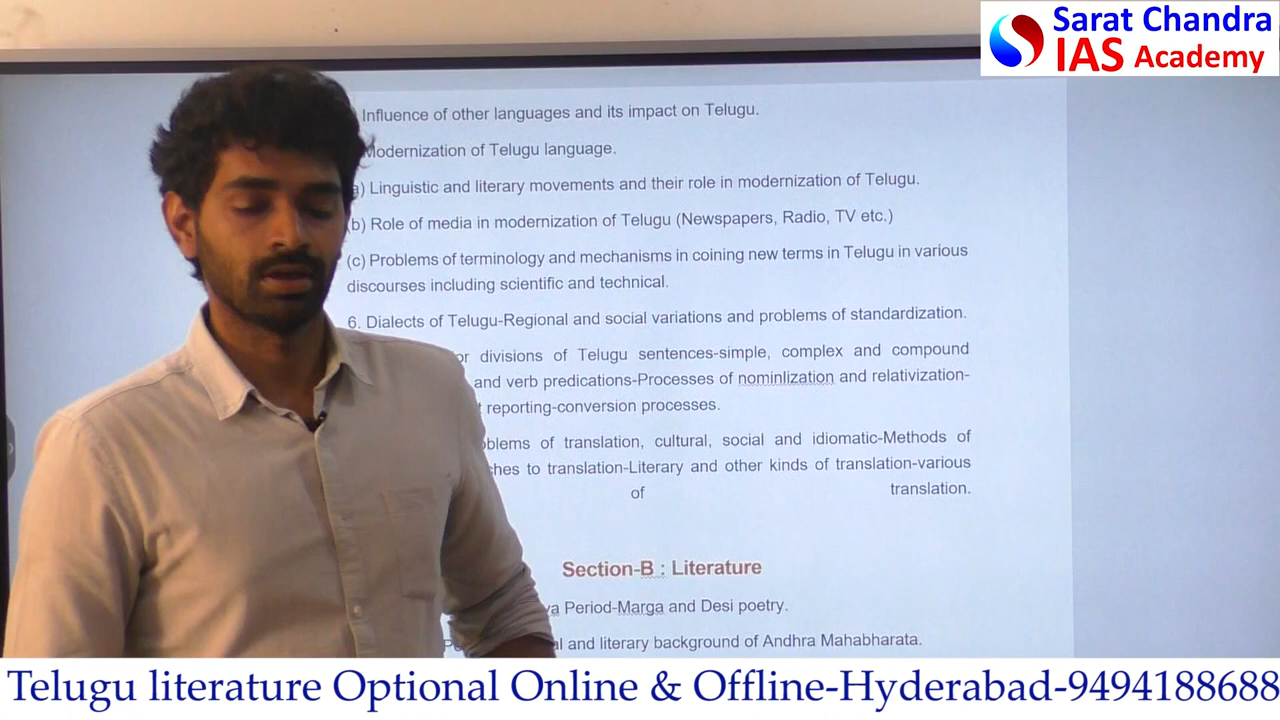 Sarat Chandra
IAS Academy
Influence of other languages and its impact on Telugu.
Modernization of Telugu language.
a) Linguistic and literary movements and their role in modernization of Telugu.
(b) Role of media in modernization of Telugu (Newspapers, Radio, TV etc.)
(c) Problems of terminology and mechanisms in coining new terms in Telugu in various
discourses including scientific and technical.
6. Dialects of Telugu-Regional and social variations and problems of standardization.
divisions of Telugu sentences-simple, complex and compound
and verb predications-Processes of nominlization and relativization-
reporting-conversion processes.
of translation, cultural, social and idiomatic-Methods of
to translation-Literary and other kinds of translation-various
of translation.
Section-B : Literature
Period-Marga and Desi poetry.
and literary background of Andhra Mahabharata.
Telugu literature Optional Online & Offline-Hyderabad-9494188688